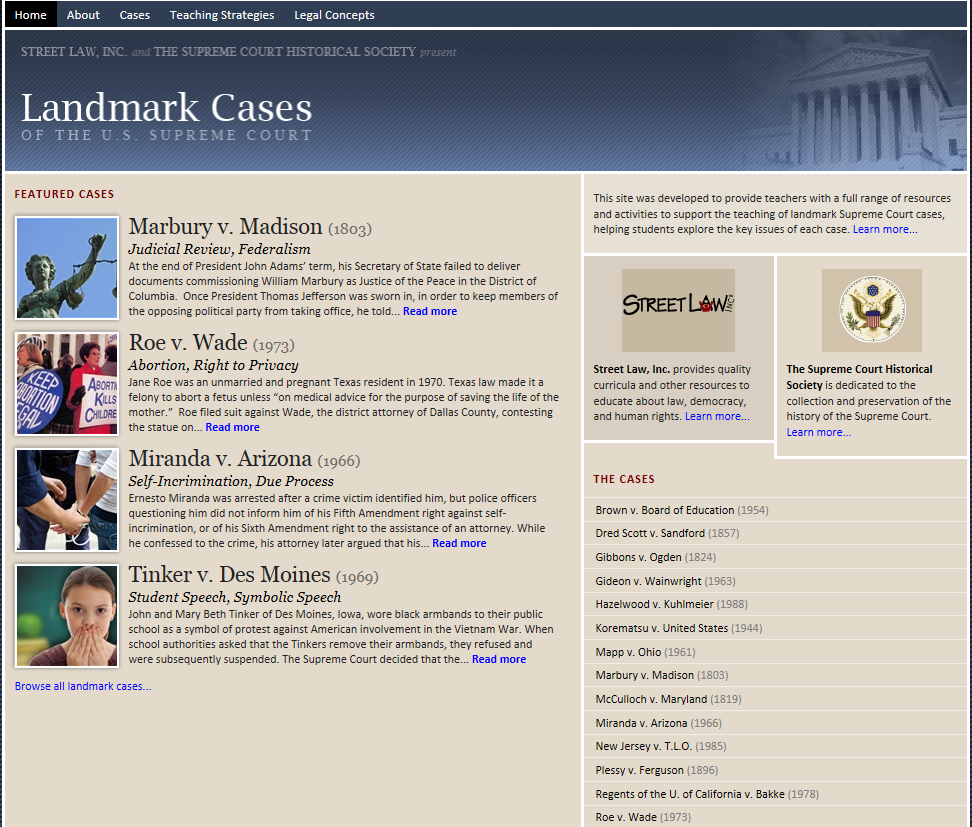 Home About Cases Teaching Strategies Legal Concepts
STREET LAW, INC. and THE SUPREME COURT HISTORICAL SOCIETY present
Landmark Cases
OF THE U.S. SUPREME COURT
FEATURED CASES
Marbury v. Madison (1803)
Judicial Review, Federalism
At the end of President John Adams’ term, his Secretary of State failed to deliver
documents commissioning William Marbury as Justice of the Peace in the District of
Columbia.  Once President Thomas Jefferson was sworn in, in order to keep members of
the opposing political party from taking office, he told... Read more
KEEP
ABORTION
LEGAL
ABORTI
KILLS
CHILDRE
Roe v. Wade (1973)
Abortion, Right to Privacy
Jane Roe was an unmarried and pregnant Texas resident in 1970. Texas law made it a
felony to abort a fetus unless “on medical advice for the purpose of saving the life of the
mother.”  Roe filed suit against Wade, the district attorney of Dallas County, contesting
the statue on... Read more
Miranda v. Arizona (1966)
Self-Incrimination, Due Process
Ernesto Miranda was arrested after a crime victim identified him, but police officers
questioning him did not inform him of his Fifth Amendment right against self-
incrimination, or of his Sixth Amendment right to the assistance of an attorney. While
he confessed to the crime, his attorney later argued that his... Read more
Tinker v. Des Moines (1969)
Student Speech, Symbolic Speech
John and Mary Beth Tinker of Des Moines, Iowa, wore black armbands to their public
school as a symbol of protest against American involvement in the Vietnam War. When
school authorities asked that the Tinkers remove their armbands, they refused and
were subsequently suspended. The Supreme Court decided that the... Read more
Browse all landmark cases...
This site was developed to provide teachers with a full range of resources
and activities to support the teaching of landmark Supreme Court cases,
helping students explore the key issues of each case. Learn more...
STREET LAW INC
Street Law, Inc. provides quality
curricula and other resources to
educate about law, democracy,
and human rights. Learn more...
The Supreme Court Historical
Society is dedicated to the
collection and preservation of the
history of the Supreme Court.
Learn more...
THE CASES
Brown v. Board of Education (1954)
Dred Scott v. Sandford (1857)
Gibbons v. Ogden (1824)
Gideon v. Wainwright (1963)
Hazelwood v. Kuhlmeier (1988)
Korematsu v. United States (1944)
Mapp v. Ohio (1961)
Marbury v. Madison (1803)
McCulloch v. Maryland (1819)
Miranda v. Arizona (1966)
New Jersey v. T.L.O. (1985)
Plessy v. Ferguson (1896)
Regents of the U. of California v. Bakke (1978)
Roe v. Wade (1973)